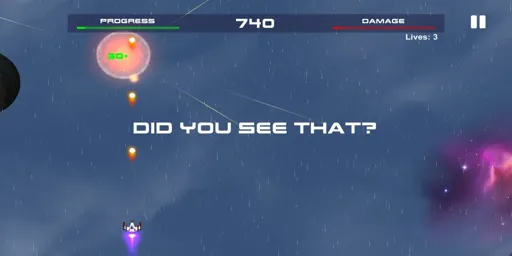 PROGRESS
740
DAMAGE
Lives: 3
30+
DID YOU SEE THAT?